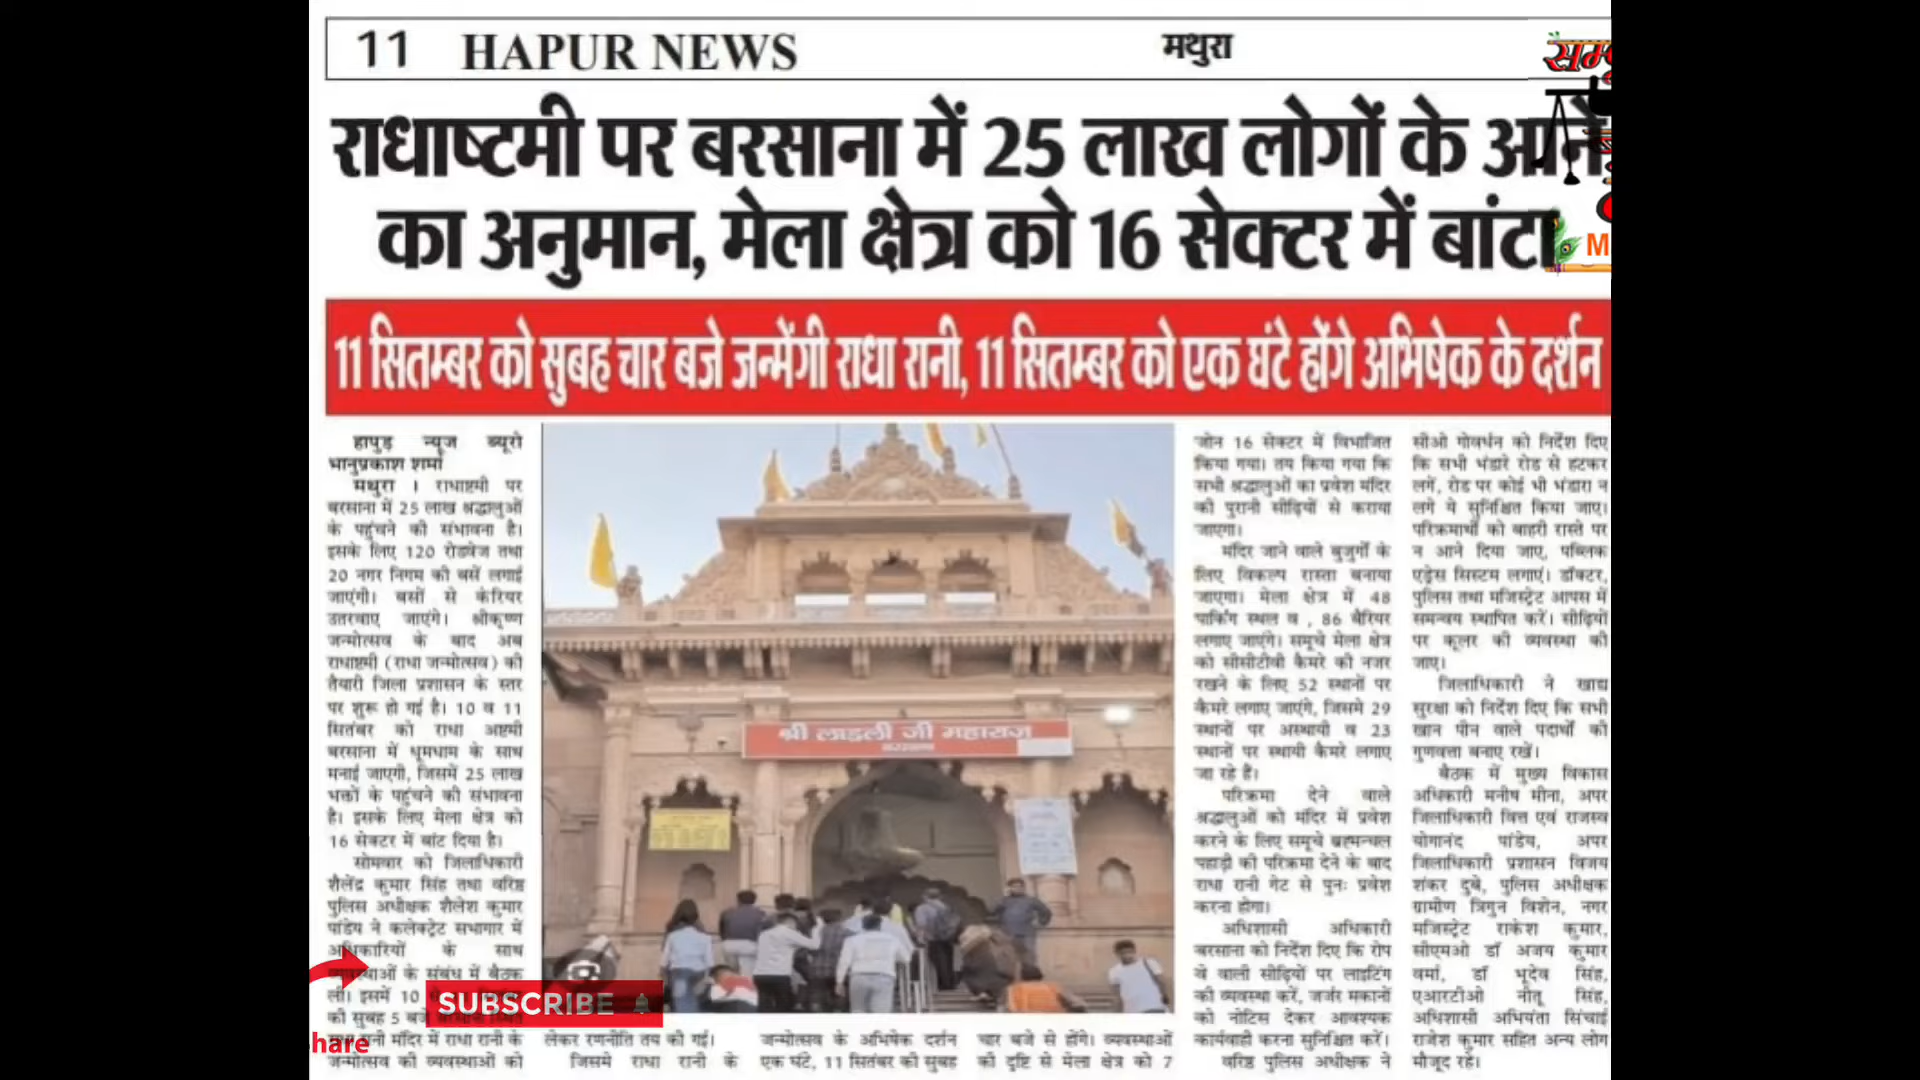 11 HAPUR NEWS मथुरा
राधाष्टमी पर बरसाना में 25 लाख लोगों के आने
का अनुमान, मेला क्षेत्र को 16 सेक्टर में बांटा
11 सितम्बर को सुबह चार बजे जन्मेंगी राधा रानी, 11 सितम्बर को एक घंटे होंगे अभिषेक के दर्शन
हापुड़ न्यूज ब्यूरो
भानुप्रकाश शर्मा
मथुरा । राधाष्टमी पर
बरसाना में 25 लाख श्रद्धालुओं
के पहुंचने की संभावना है।
इसके लिए 120 रोडवेज तथा
20 नगर निगम की बसें लगाई
जाएंगी। बसों से कैरियर
उतरवाए जाएंगे। श्रीकृष्ण
जन्मोत्सव के बाद अब
राधाष्टमी (राधा जन्मोत्सव) की
तैयारी जिला प्रशासन के स्तर
पर शुरू हो गई है। 10 व 11
सितंबर को राधा अष्टमी
बरसाना में धूमधाम के साथ
मनाई जाएगी, जिसमें 25 लाख
भक्तों के पहुंचने की संभावना
है। इसके लिए मेला क्षेत्र को
16 सेक्टर में बांट दिया है।
सोमवार को जिलाधिकारी
शैलेंद्र कुमार सिंह तथा वरिष्ठ
पुलिस अधीक्षक शैलेश कुमार
पांडेय ने कलेक्ट्रेट सभागार में
अधिकारियों के साथ
व्यवस्थाओं के संबंध में बैठक
ली। इसमें 10
की सुबह 5 बजे
रानी मंदिर में राधा रानी के
जन्मोत्सव की व्यवस्थाओं को
श्री लाडली जी महाराज
बरसाना
लेकर रणनीति तय की गई।
जिसमें राधा रानी के
जन्मोत्सव के अभिषेक दर्शन
एक घंटे, 11 सितंबर की सुबह
चार बजे से होंगे। व्यवस्थाओं
की दृष्टि से मेला क्षेत्र को 7
जोन 16 सेक्टर में विभाजित
किया गया। तय किया गया कि
सभी श्रद्धालुओं का प्रवेश मंदिर
की पुरानी सीढ़ियों से कराया
जाएगा।
मंदिर जाने वाले बुजुर्गों के
लिए विकल्प रास्ता बनाया
जाएगा। मेला क्षेत्र में 48
पार्किंग स्थल व , 86 बैरियर
लगाए जाएंगे। समूचे मेला क्षेत्र
को सीसीटीवी कैमरे की नजर
रखने के लिए 52 स्थानों पर
कैमरे लगाए जाएंगे, जिसमे 29
स्थानों पर अस्थायी व 23
स्थानों पर स्थायी कैमरे लगाए
जा रहे हैं।
परिक्रमा देने वाले
श्रद्धालुओं को मंदिर में प्रवेश
करने के लिए समूचे ब्रह्मन्चल
पहाड़ी की परिक्रमा देने के बाद
राधा रानी गेट से पुनः प्रवेश
करना होगा।
अधिशासी अधिकारी
बरसाना को निर्देश दिए कि रोप
वे वाली सीढ़ियों पर लाइटिंग
की व्यवस्था करें, जर्जर मकानों
को नोटिस देकर आवश्यक
कार्यवाही करना सुनिश्चित करें।
वरिष्ठ पुलिस अधीक्षक ने
सीओ गोवर्धन को निर्देश दिए
कि सभी भंडारे रोड से हटकर
लगें, रोड पर कोई भी भंडारा न
लगे ये सुनिश्चित किया जाए।
परिक्रमार्थी को बाहरी रास्ते पर
न आने दिया जाए, पब्लिक
एड्रेस सिस्टम लगाएं। डॉक्टर,
पुलिस तथा मजिस्ट्रेट आपस में
समन्वय स्थापित करें। सीढ़ियों
पर कूलर की व्यवस्था की
जाए।
जिलाधिकारी ने खाद्य
सुरक्षा को निर्देश दिए कि सभी
खान पीन वाले पदार्थों की
गुणवत्ता बनाए रखें।
बैठक में मुख्य विकास
अधिकारी मनीष मीना, अपर
जिलाधिकारी वित्त एवं राजस्व
योगानंद पांडेय, अपर
जिलाधिकारी प्रशासन विजय
शंकर दुबे, पुलिस अधीक्षक
ग्रामीण त्रिगुन विशेन, नगर
मजिस्ट्रेट राकेश कुमार,
सीएमओ डॉ अजय कुमार
वर्मा, डॉ भूदेव सिंह,
एआरटीओ नीतू सिंह,
अधिशासी अभियंता सिंचाई
राजेश कुमार सहित अन्य लोग
मौजूद रहे।
SUBSCRIBE
hare
M